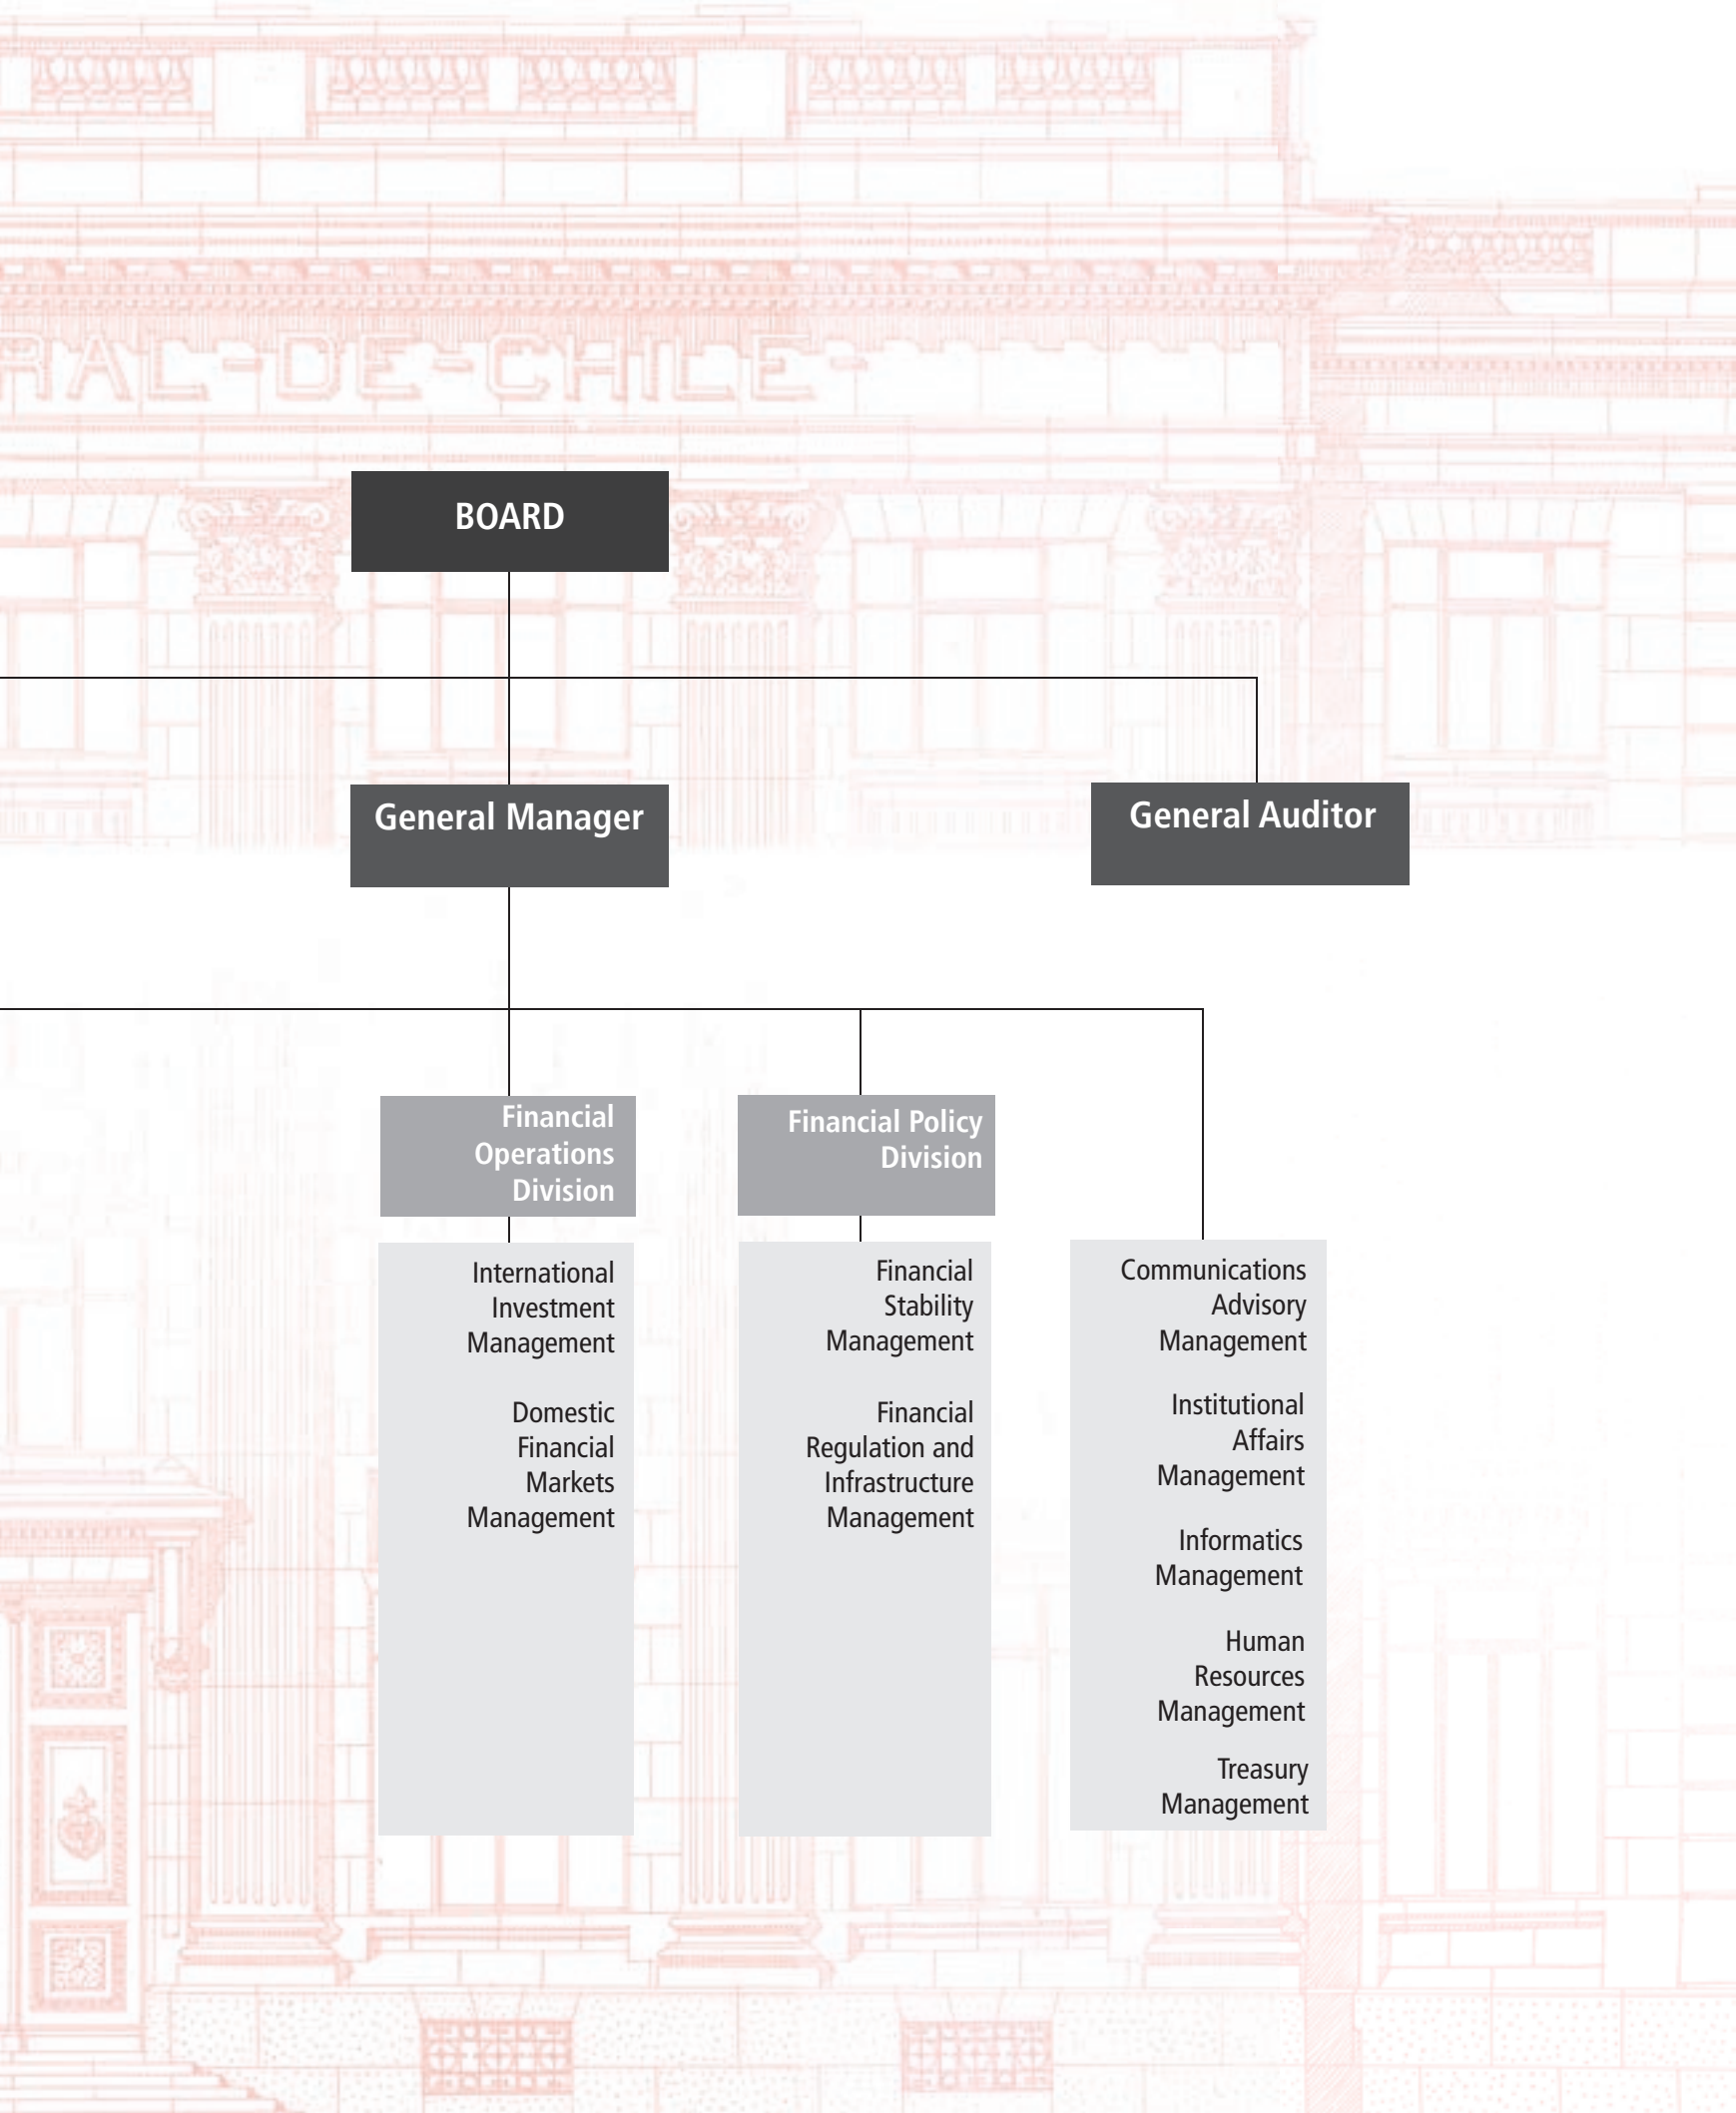 RAL-DE-CHILE-
BOARD
General Manager
General Auditor
Financial
Operations
Division
Financial Policy
Division
International
Investment
Management
Domestic
Financial
Markets
Management
Financial
Stability
Management
Financial
Regulation and
Infrastructure
Management
Communications
Advisory
Management
Institutional
Affairs
Management
Informatics
Management
Human
Resources
Management
Treasury
Management